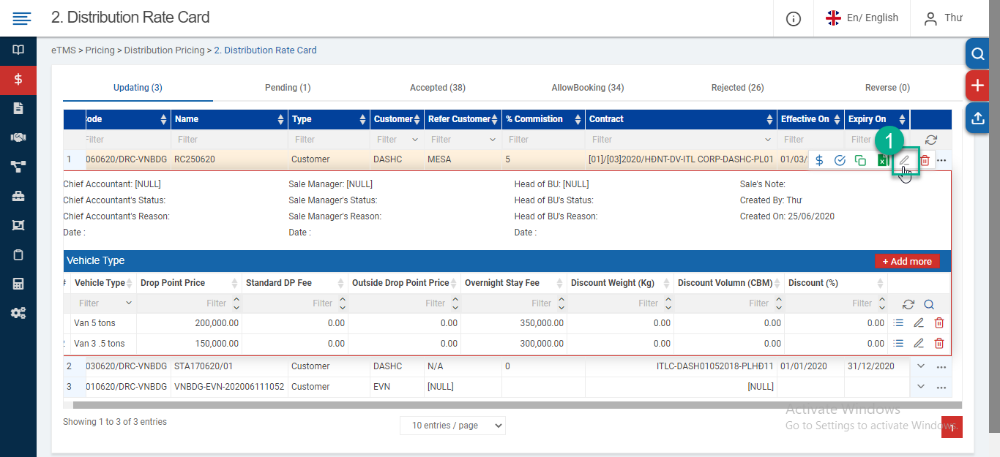 2. Distribution Rate Card
En/ English
Thư
eTMS > Pricing > Distribution Pricing > 2. Distribution Rate Card
Updating (3) Pending (1) Accepted (38) AllowBooking (34) Rejected (26) Reverse (0)
ode Name Type Customer Refer Customer % Commistion Contract Effective On Expiry On
Filter Filter Filter Filter Filter Filter Filter Filter Filter
1
1 060620/DRC-VNBDG RC250620 Customer DASHC MESA 5 [01]/[03]2020/HĐNT-DV-ITL CORP-DASHC-PL01 01/03/
Chief Accountant: [NULL] Sale Manager: [NULL] Head of BU: [NULL] Sale's Note:
Chief Accountant's Status: Sale Manager's Status: Head of BU's Status: Created By: Thư
Chief Accountant's Reason: Sale Manager's Reason: Head of BU's Reason: Created On: 25/06/2020
Date : Date : Date :
Vehicle Type + Add more
# Vehicle Type Drop Point Price Standard DP Fee Outside Drop Point Price Overnight Stay Fee Discount Weight (Kg) Discount Volumn (CBM) Discount (%)
Filter Filter Filter Filter Filter Filter Filter Filter
Van 5 tons 200,000.00 0.00 0.00 350,000.00 0.00 0.00 0.00
Van 3 .5 tons 150,000.00 0.00 0.00 300,000.00 0.00 0.00 0.00
2 030620/DRC-VNBDG STA170620/01 Customer DASHC N/A 0 ITLC-DASH01052018-PLHĐ11 01/01/2020 31/12/2020
3 010620/DRC-VNBDG VNBDG-EVN-202006111052 Customer EVN [NULL] [NULL]
Showing 1 to 3 of 3 entries 10 entries / page 1
Activate Windows
Go to Settings to activate Windows.